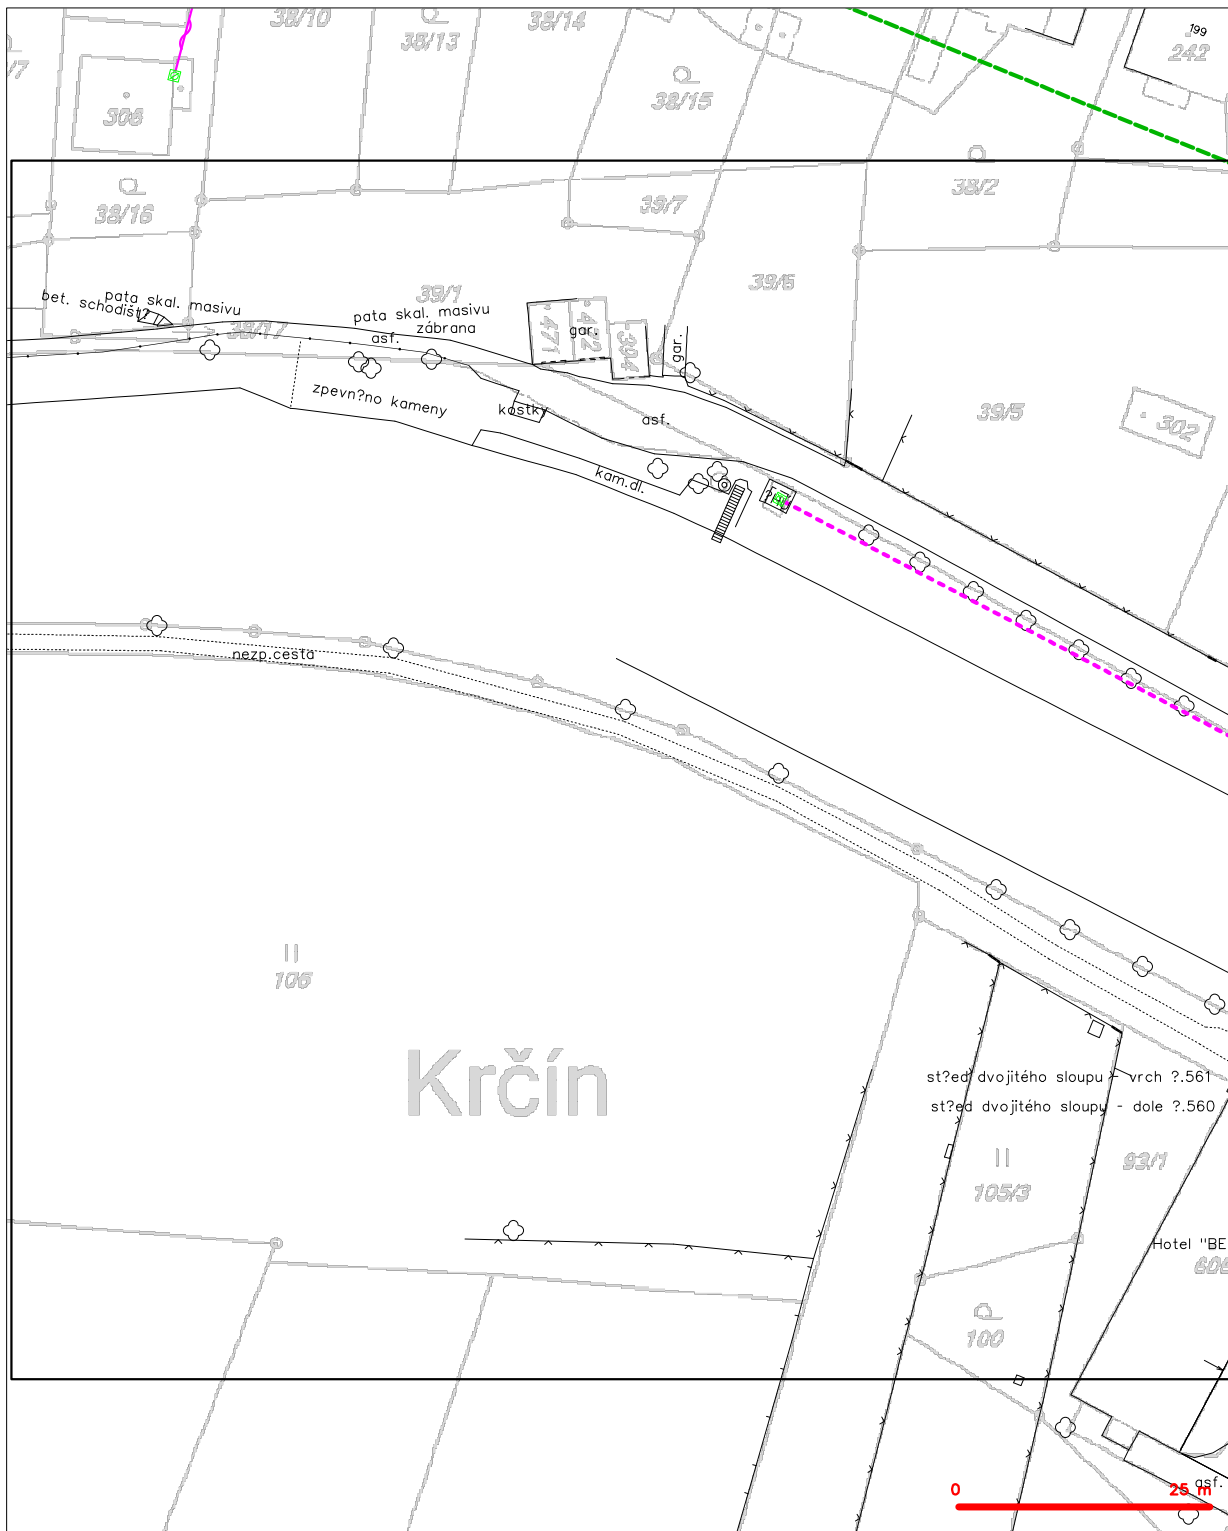 38/10
38/13
38/14
199
242
38/15
306
38/16
39/7
38/2
39/1
39/6
bet. schodišt?
pata skal. masivu
38/17
pata skal. masivu
zábrana
asf.
471
472
gar.
394
gar.
zpevn?no kameny
kostky
asf.
39/5
302
kam.dl.
nezp.cesta
106
Krčín
st?ed dvojitého sloupu - vrch ?.561
st?ed dvojitého sloupu - dole ?.560
105/3
93/1
Hotel "BE
100
asf.
0
25 m